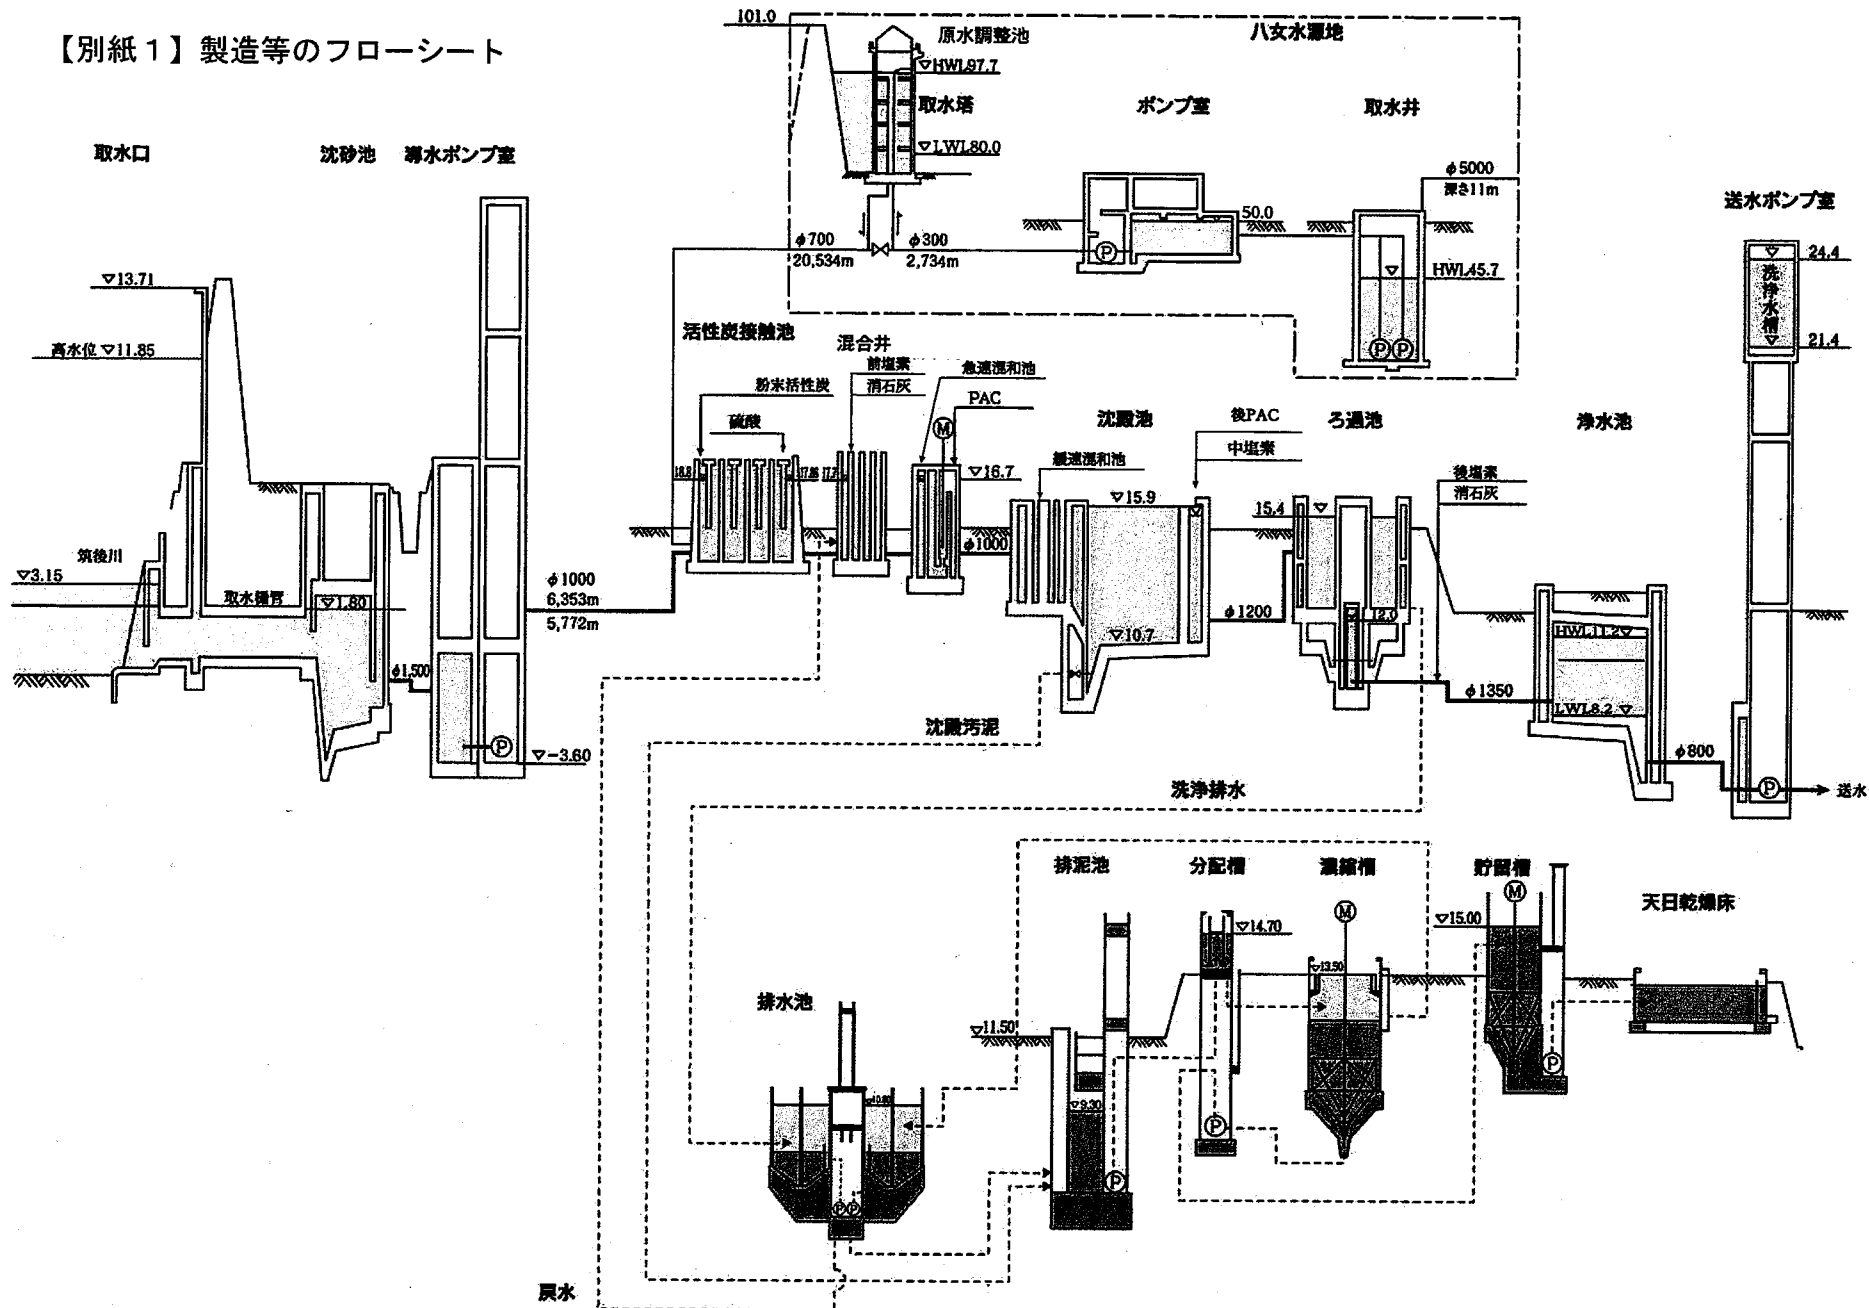 【別紙1】製造等のフローシート
101.0
原水調整池
八女水源地
▽HWL97.7
取水塔
ポンプ室
取水井
▽LWL80.0
取水口
沈砂池
導水ポンプ室
φ5000
深さ11m
送水ポンプ室
50.0
φ700
20,534m
φ300
2,734m
P
HWL45.7
P P
24.4
洗浄水槽
21.4
▽13.71
高水位 ▽11.85
活性炭接触池
混合井
前塩素
消石灰
急速混和池
粉末活性炭
PAC
硫酸
M
沈殿池
後PAC
中塩素
ろ過池
浄水池
緩速混和池
後塩素
消石灰
18.8
17.86
▽16.7
▽15.9
15.4
筑後川
▽3.15
取水樋管
▽1.80
φ1000
6,353m
5,772m
φ1000
φ1200
12.0
▽10.7
HWL11.2▽
φ1,500
φ1350
LWL8.2▽
沈殿汚泥
P
▽-3.60
φ800
P
送水
洗浄排水
排泥池
分配槽
濃縮槽
貯留槽
天日乾燥床
M
M
▽15.00
▽14.70
▽13.50
排水池
▽11.50
▽9.30
P
P
P
P P
戻水